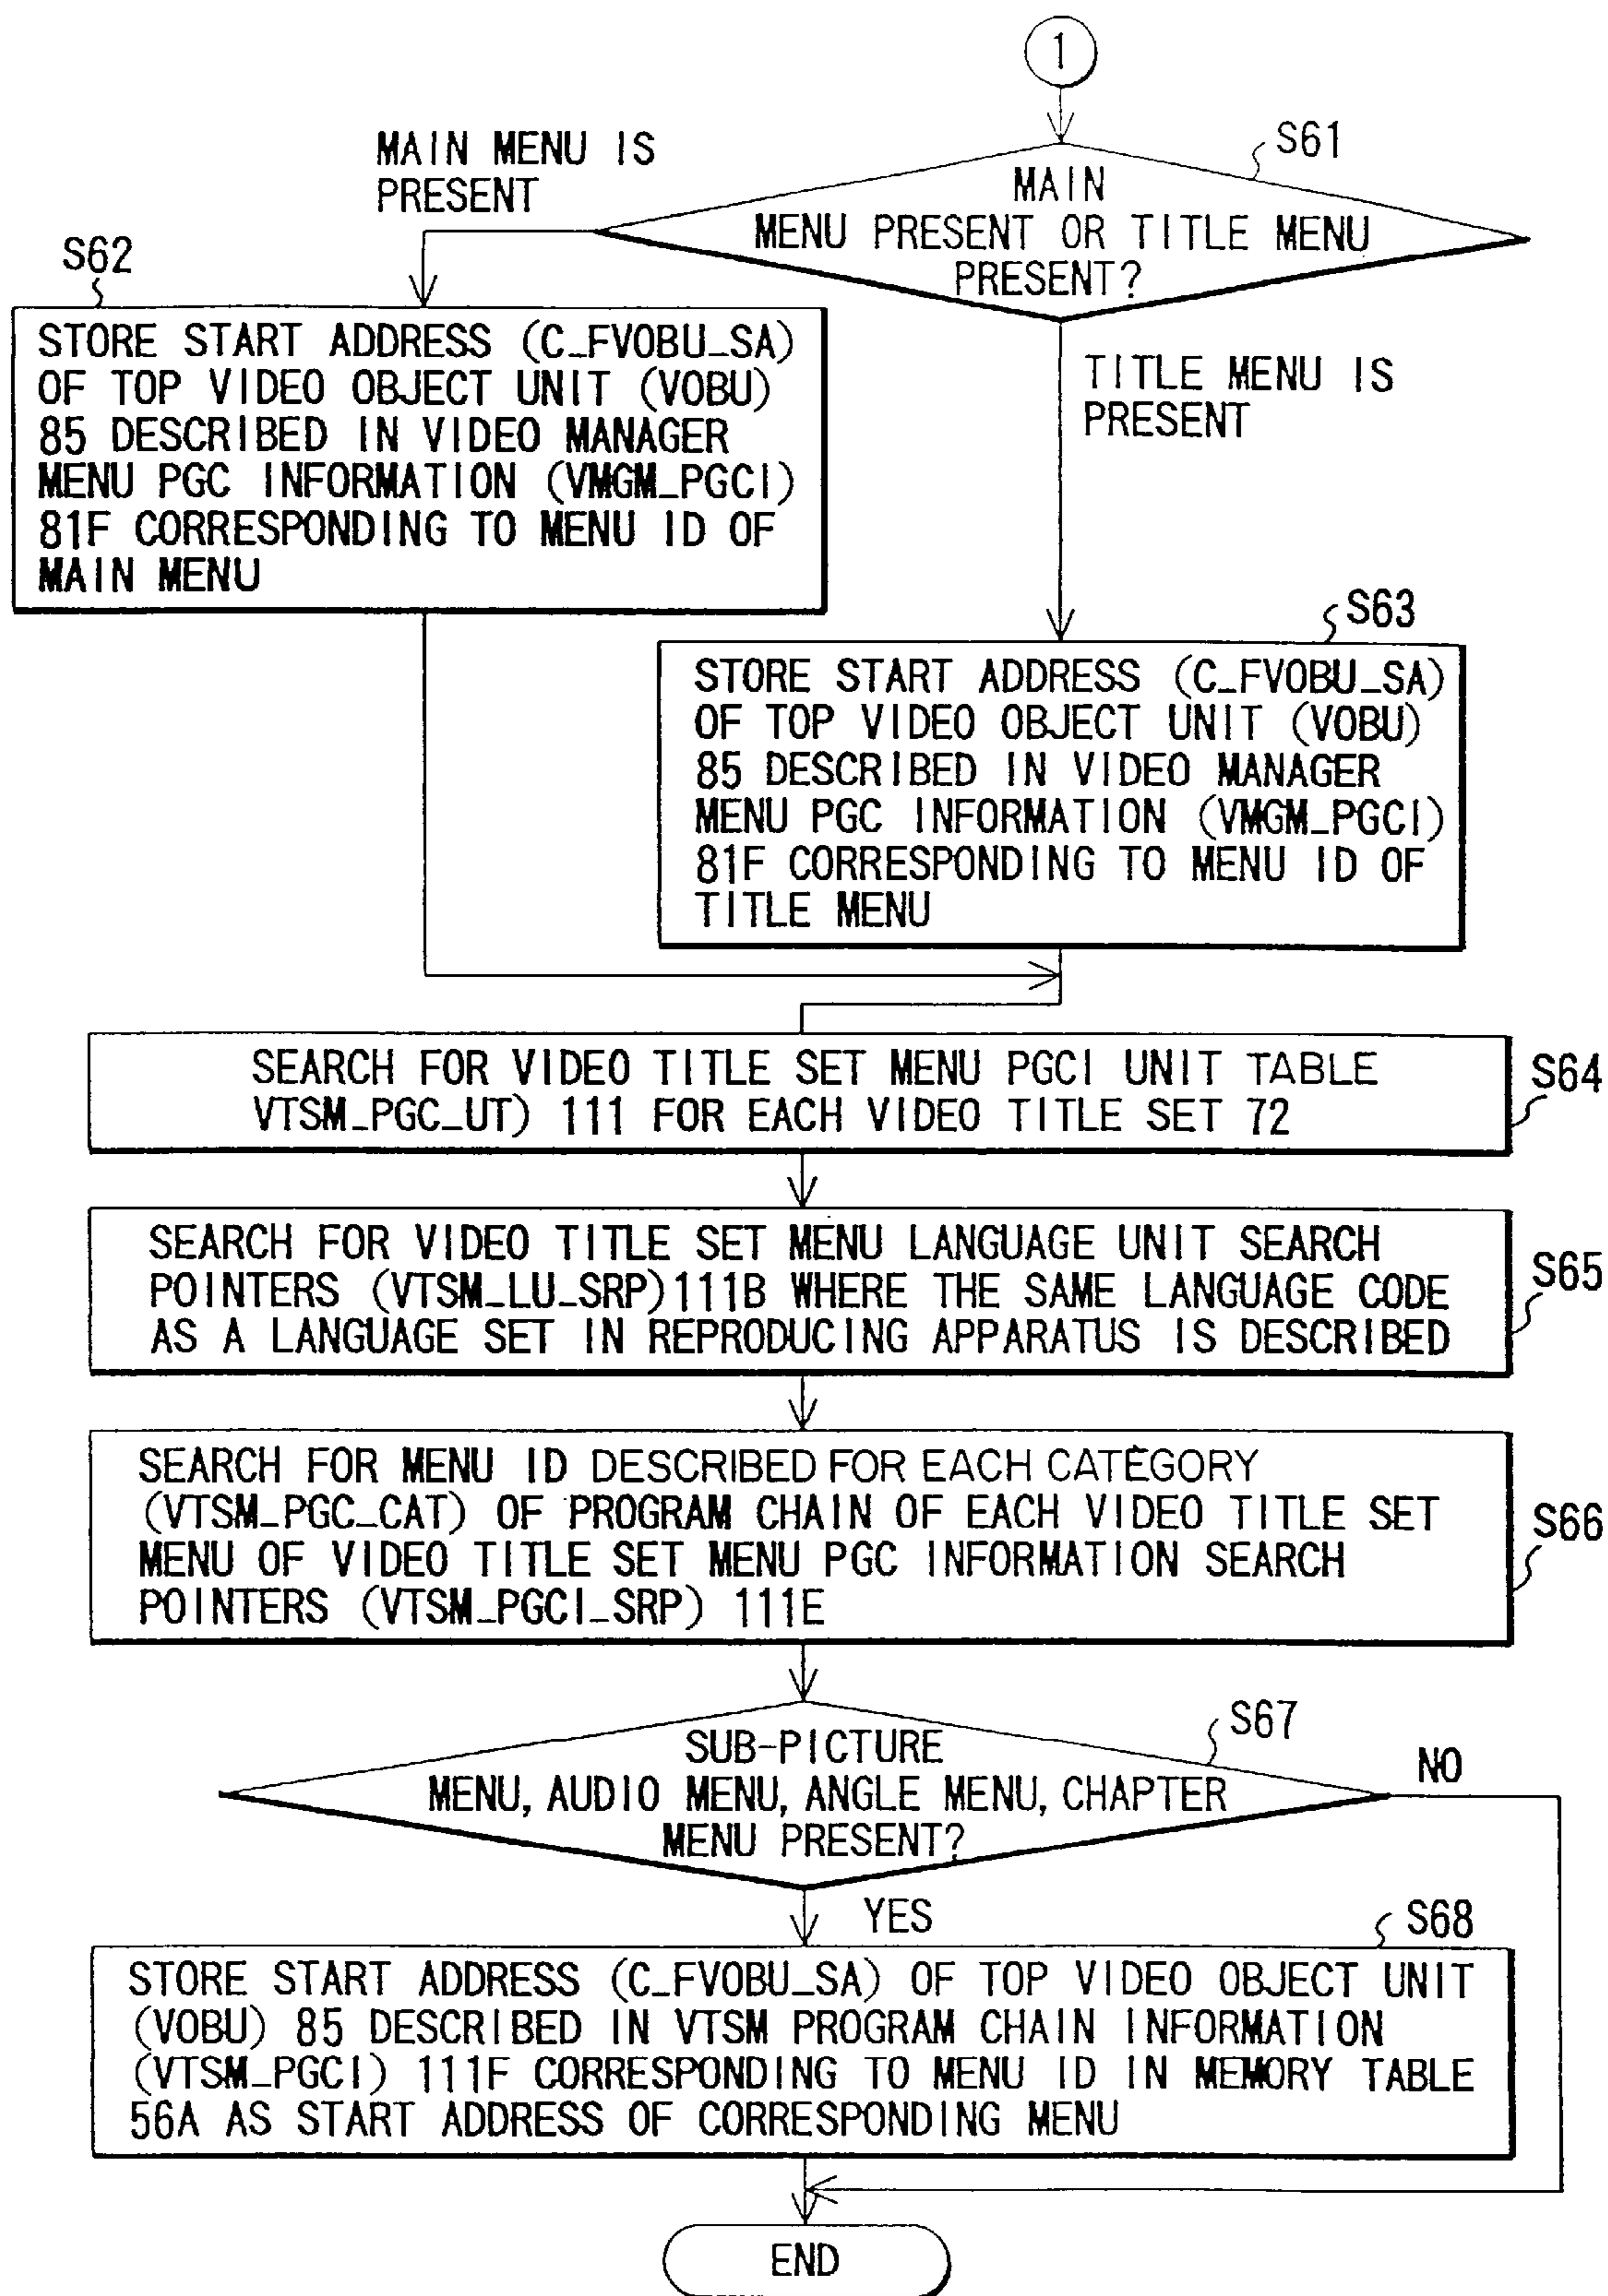 1
S61
MAIN
MENU PRESENT OR TITLE MENU
PRESENT?
MAIN MENU IS
PRESENT
S62
STORE START ADDRESS (C_FVOBU_SA)
OF TOP VIDEO OBJECT UNIT (VOBU)
85 DESCRIBED IN VIDEO MANAGER
MENU PGC INFORMATION (VMGM_PGCI)
81F CORRESPONDING TO MENU ID OF
MAIN MENU
TITLE MENU IS
PRESENT
S63
STORE START ADDRESS (C_FVOBU_SA)
OF TOP VIDEO OBJECT UNIT (VOBU)
85 DESCRIBED IN VIDEO MANAGER
MENU PGC INFORMATION (VMGM_PGCI)
81F CORRESPONDING TO MENU ID OF
TITLE MENU
SEARCH FOR VIDEO TITLE SET MENU PGCI UNIT TABLE
VTSM_PGC_UT) 111 FOR EACH VIDEO TITLE SET 72
S64
SEARCH FOR VIDEO TITLE SET MENU LANGUAGE UNIT SEARCH
POINTERS (VTSM_LU_SRP)111B WHERE THE SAME LANGUAGE CODE
AS A LANGUAGE SET IN REPRODUCING APPARATUS IS DESCRIBED
S65
SEARCH FOR MENU ID DESCRIBED FOR EACH CATEGORY
(VTSM_PGC_CAT) OF PROGRAM CHAIN OF EACH VIDEO TITLE SET
MENU OF VIDEO TITLE SET MENU PGC INFORMATION SEARCH
POINTERS (VTSM_PGCI_SRP) 111E
S66
S67
SUB-PICTURE
MENU, AUDIO MENU, ANGLE MENU, CHAPTER
MENU PRESENT?
NO
YES
S68
STORE START ADDRESS (C_FVOBU_SA) OF TOP VIDEO OBJECT UNIT
(VOBU) 85 DESCRIBED IN VTSM PROGRAM CHAIN INFORMATION
(VTSM_PGCI) 111F CORRESPONDING TO MENU ID IN MEMORY TABLE
56A AS START ADDRESS OF CORRESPONDING MENU
END